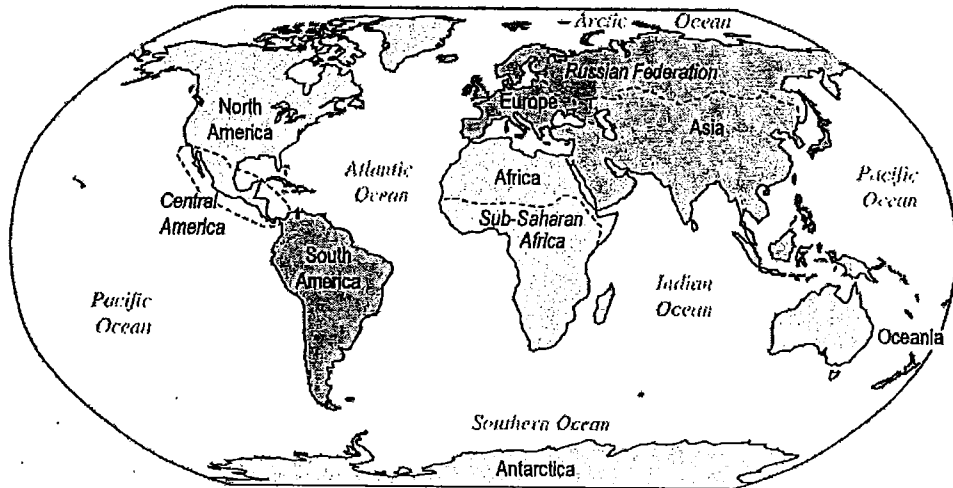 Arctic Ocean
Russian Federation
North
America
Europe
Asia
Atlantic
Ocean
Africa
Pacific
Ocean
Central
America
Sub-Saharan
Africa
South
America
Pacific
Ocean
Indian
Ocean
Oceania
Southern Ocean
Antarctica